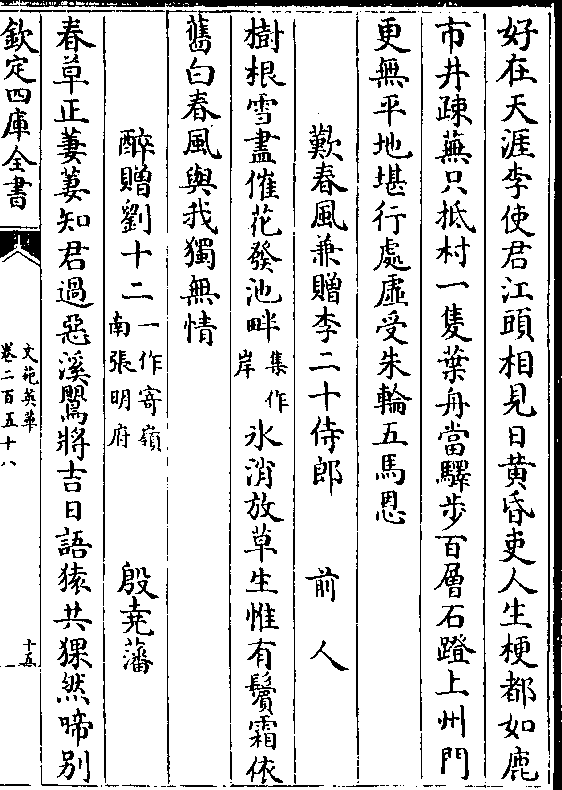 好在天涯李使君江頭相見日黄昏吏人生梗都如鹿
市井疎蕪只抵村一隻葉舟當驛步百層石磴上州門
更無平地堪行處虛受朱輪五馬恩
歎春風兼贈李二十侍郎　前人
樹根雪盡催花發池畔集作岸氷消放草生惟有鬢霜依
舊白春風與我獨無情
醉贈劉十二一作寄嶺南張明府　殷堯藩
春草正萋萋知君過惡溪鴞將吉日語猿共猓然啼别
欽定四庫全書
文苑英華
卷二百五十八
十五